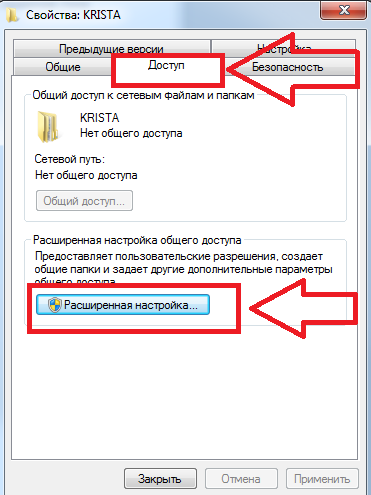 Свойства: KRISTA
Предыдущие версии
Настройка
Общие
Доступ
Безопасность
Общий доступ к сетевым файлам и папкам
KRISTA
Нет общего доступа
Сетевой путь:
Нет общего доступа
Общий доступ...
Расширенная настройка общего доступа
Предоставляет пользовательские разрешения, создает
общие папки и задает другие дополнительные параметры
общего доступа.
Расширенная настройка...
Закрыть
Отмена
Применить